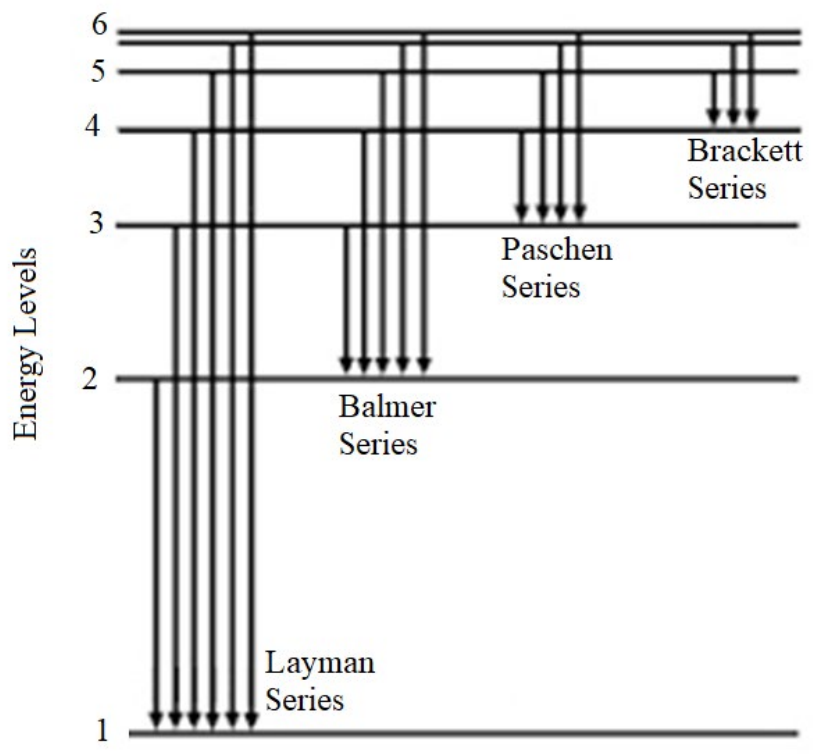 6
5
4
Brackett
Series
3
Paschen
Series
Energy Levels
2
Balmer
Series
Layman
Series
1